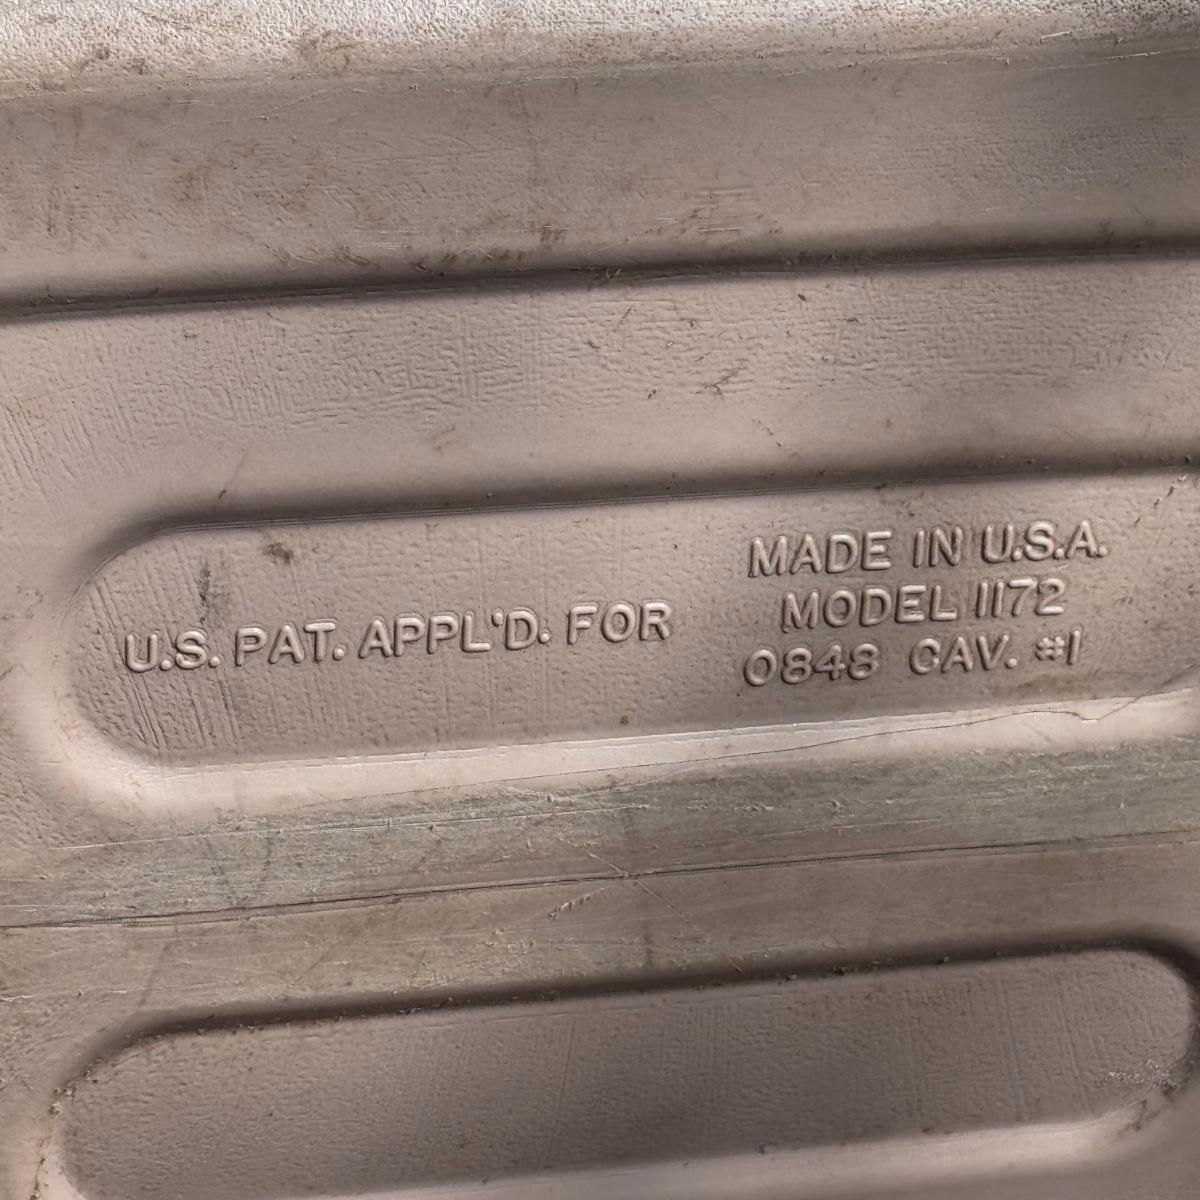 U.S. PAT. APPL'D. FOR
MADE IN U.S.A.
MODEL 1172
0848 CAV. #1